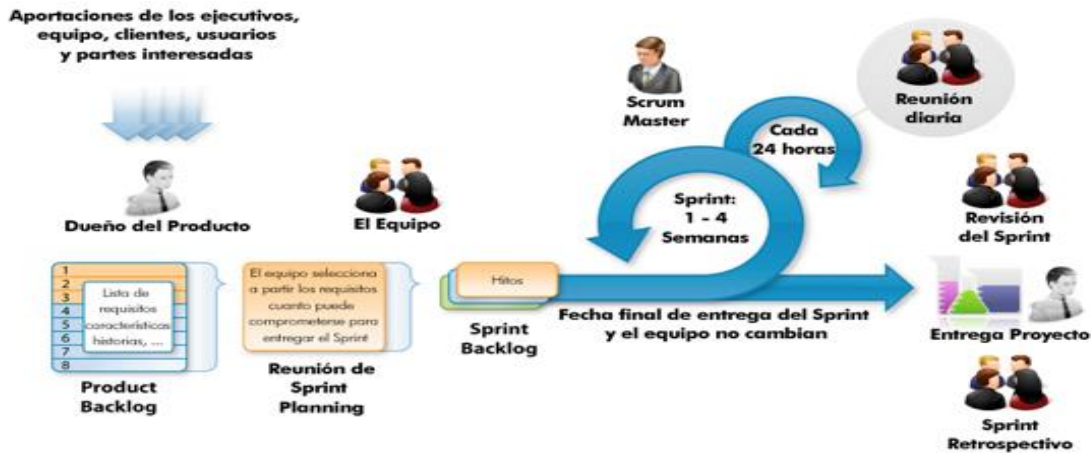 Aportaciones de los ejecutivos,
equipo, clientes, usuarios
y partes interesadas
Dueño del Producto
El Equipo
Scrum
Master
Cada
24 horas
Reunión
diaria
Sprint:
1 - 4
Semanas
Revisión
del Sprint
1
2
3
4
5
6
7
8
Lista de
requisitos
características
historias, ...
Product
Backlog
El equipo selecciona
a partir los requisitos
cuanto puede
comprometerse para
entregar el Sprint
Reunión de
Sprint
Planning
Hitos
Sprint
Backlog
Fecha final de entrega del Sprint
y el equipo no cambian
Entrega Proyecto
Sprint
Retrospectivo